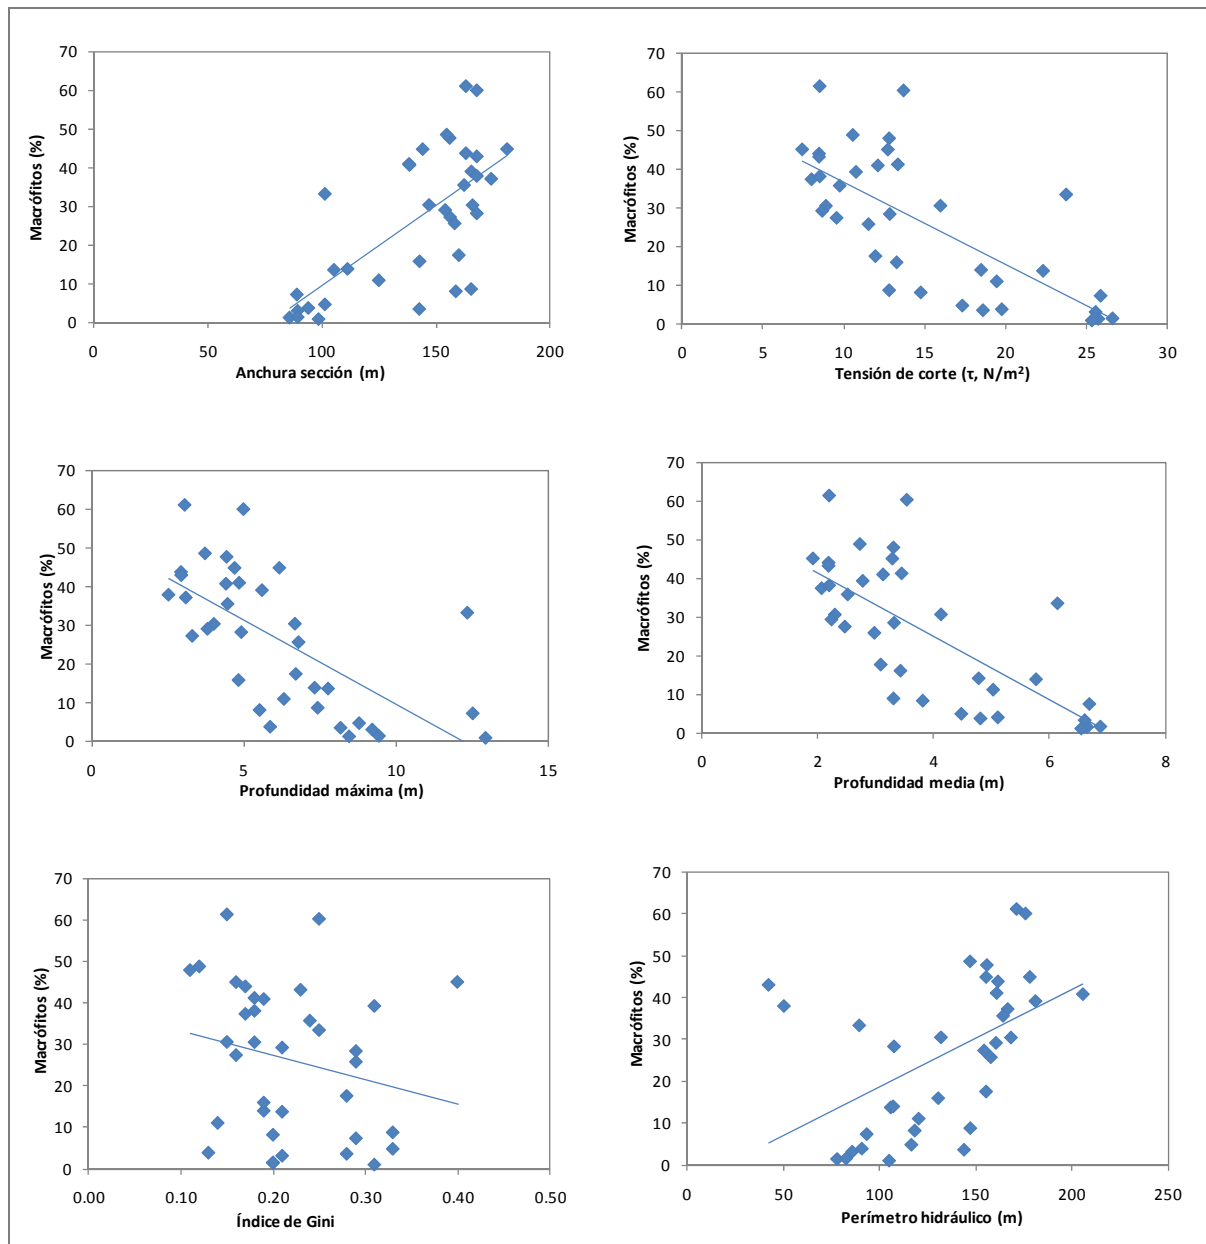 70
60
50
40
30
20
10
0
Macrófitos (%)
0 50 100 150 200
Anchura sección (m)
70
60
50
40
30
20
10
0
Macrófitos (%)
0 5 10 15 20 25 30
Tensión de corte (τ, N/m²)
70
60
50
40
30
20
10
0
Macrófitos (%)
0 5 10 15
Profundidad máxima (m)
70
60
50
40
30
20
10
0
Macrófitos (%)
0 2 4 6 8
Profundidad media (m)
70
60
50
40
30
20
10
0
Macrófitos (%)
0.00 0.10 0.20 0.30 0.40 0.50
Índice de Gini
70
60
50
40
30
20
10
0
Macrófitos (%)
0 50 100 150 200 250
Perímetro hidráulico (m)